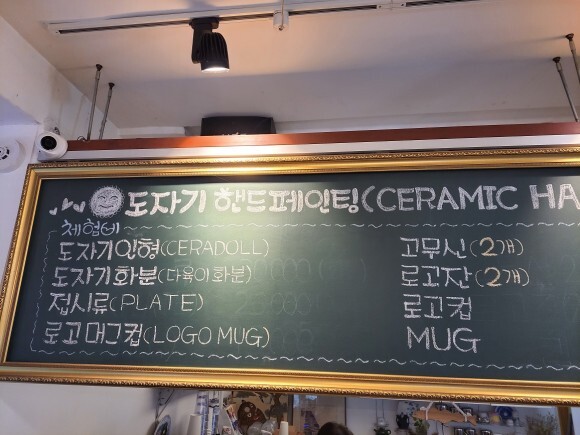 도자기 핸드페인팅(CERAMIC HA
체험비
도자기인형(CERADOLL)
도자기화분(다육이화분)
접시류(PLATE)
로고머그컵(LOGO MUG)
고무신(2개)
로고잔(2개)
로고컵
MUG